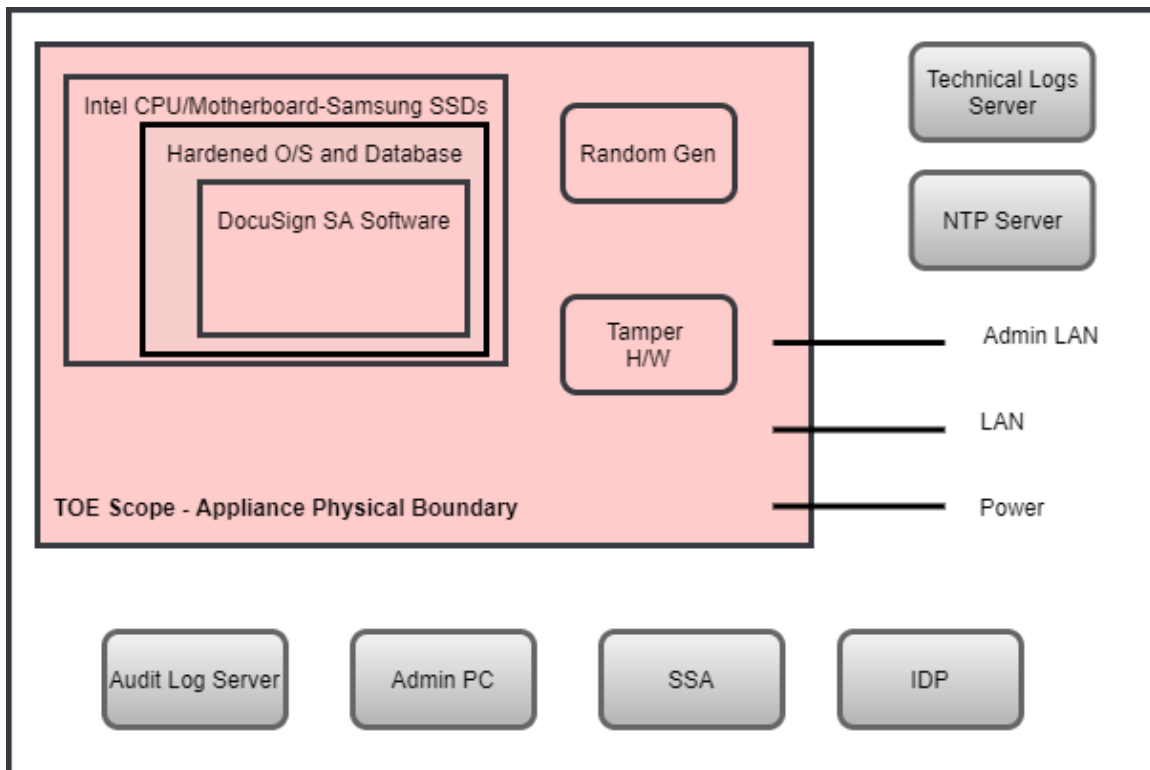 Intel CPU/Motherboard-Samsung SSDs
Hardened O/S and Database
DocuSign SA Software
Random Gen
Tamper
H/W
TOE Scope - Appliance Physical Boundary
Technical Logs
Server
NTP Server
Admin LAN
LAN
Power
Audit Log Server
Admin PC
SSA
IDP